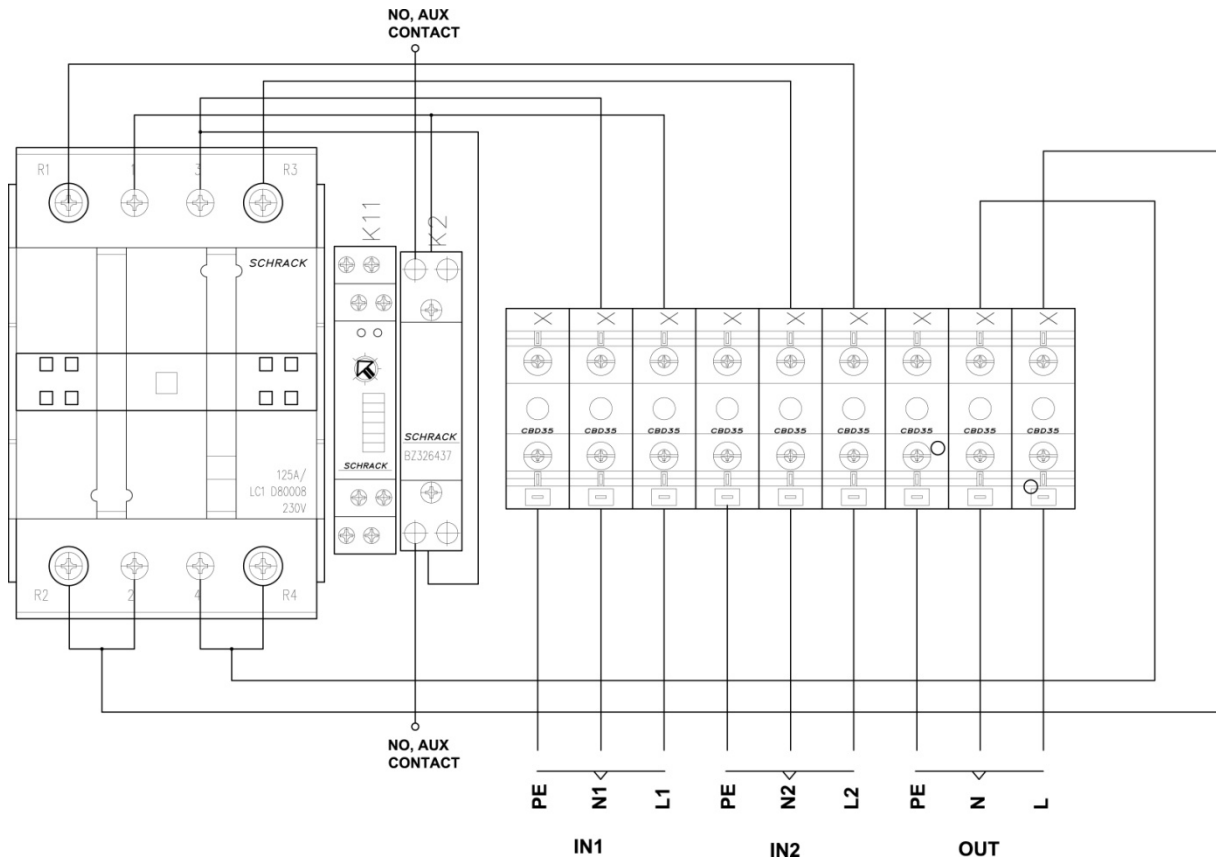 NO, AUX
CONTACT
R1 1 3 R3
K11
K2
SCHRACK
SCHRACK
BZ326437
SCHRACK
125A/
LC1 D80008
230V
R2 2 4 R4
X X X X X X X X X
CBD35 CBD35 CBD35 CBD35 CBD35 CBD35 CBD35 CBD35 CBD35
NO, AUX
CONTACT
PE N1 L1 PE N2 L2 PE N L
IN1 IN2 OUT